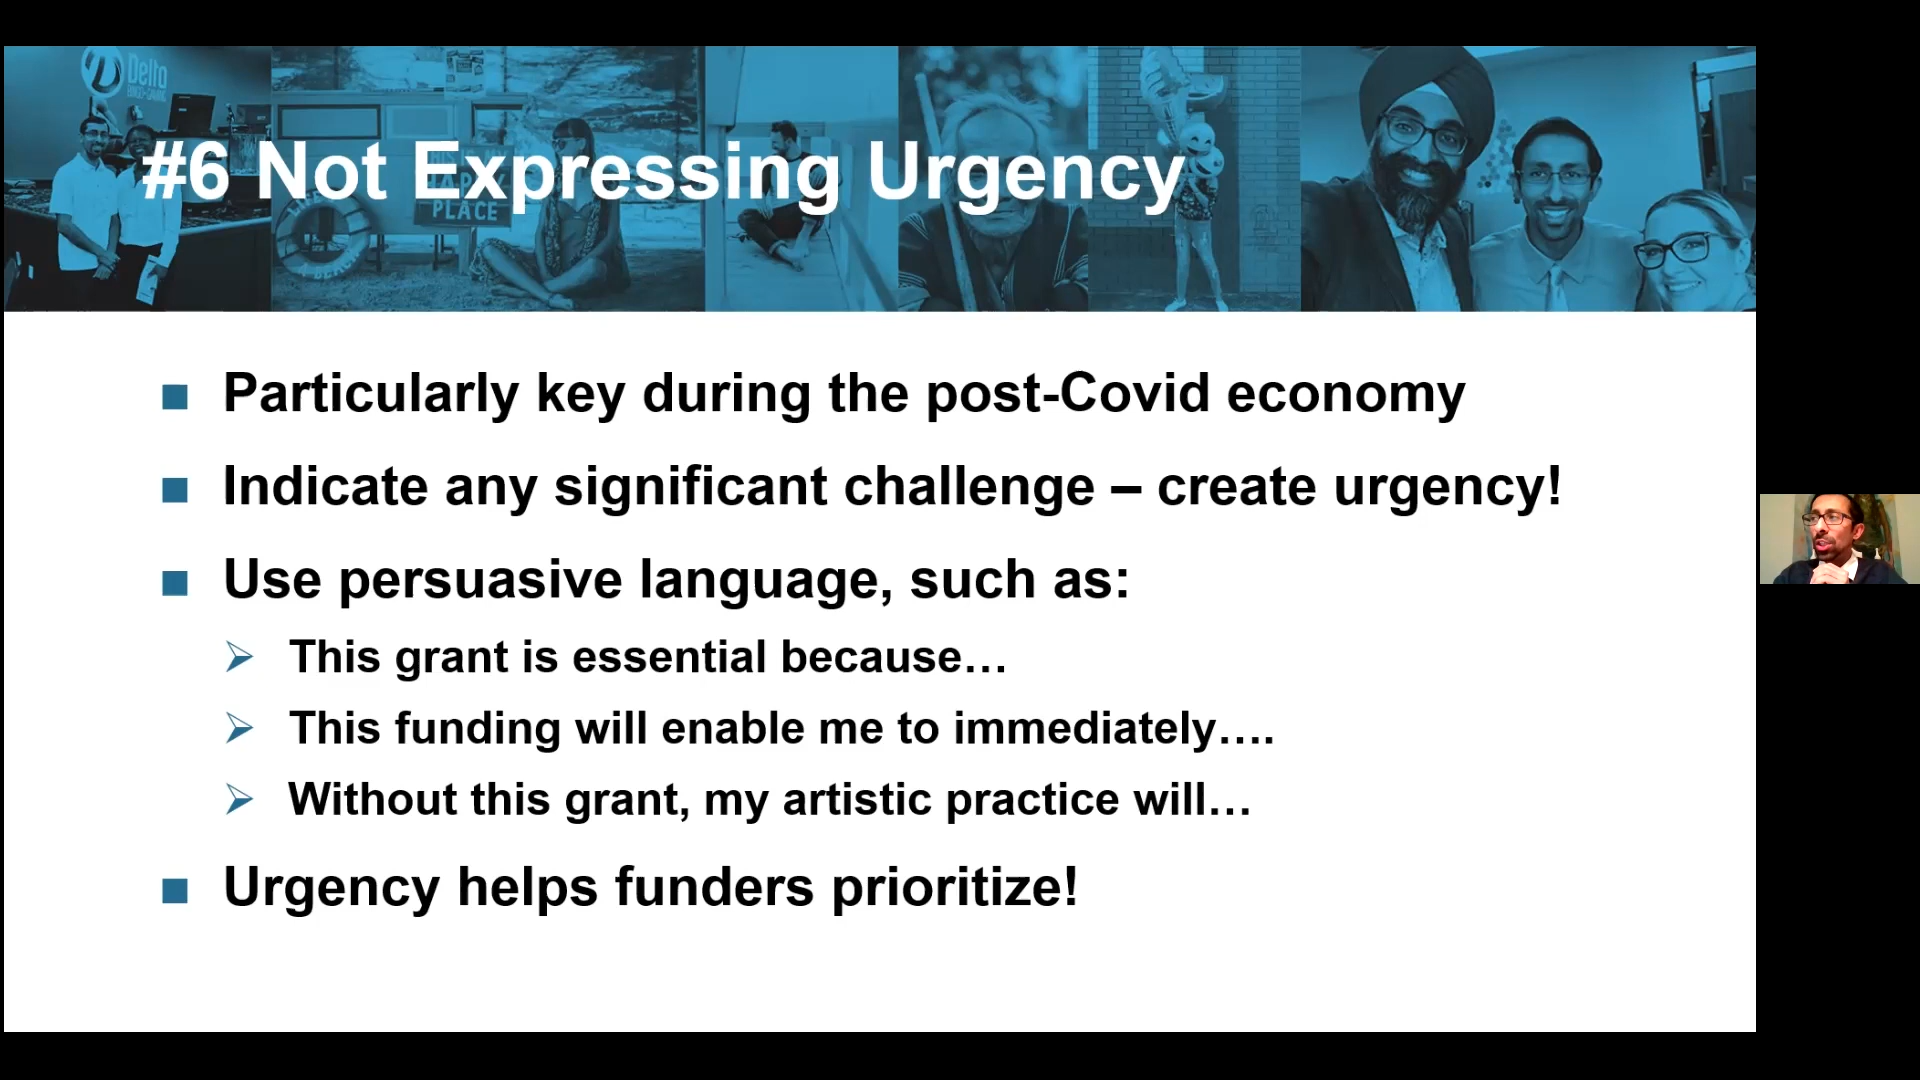 Delta
#6 Not Expressing Urgency
PLACE
Particularly key during the post-Covid economy
Indicate any significant challenge – create urgency!
Use persuasive language, such as:
This grant is essential because…
This funding will enable me to immediately….
Without this grant, my artistic practice will…
Urgency helps funders prioritize!